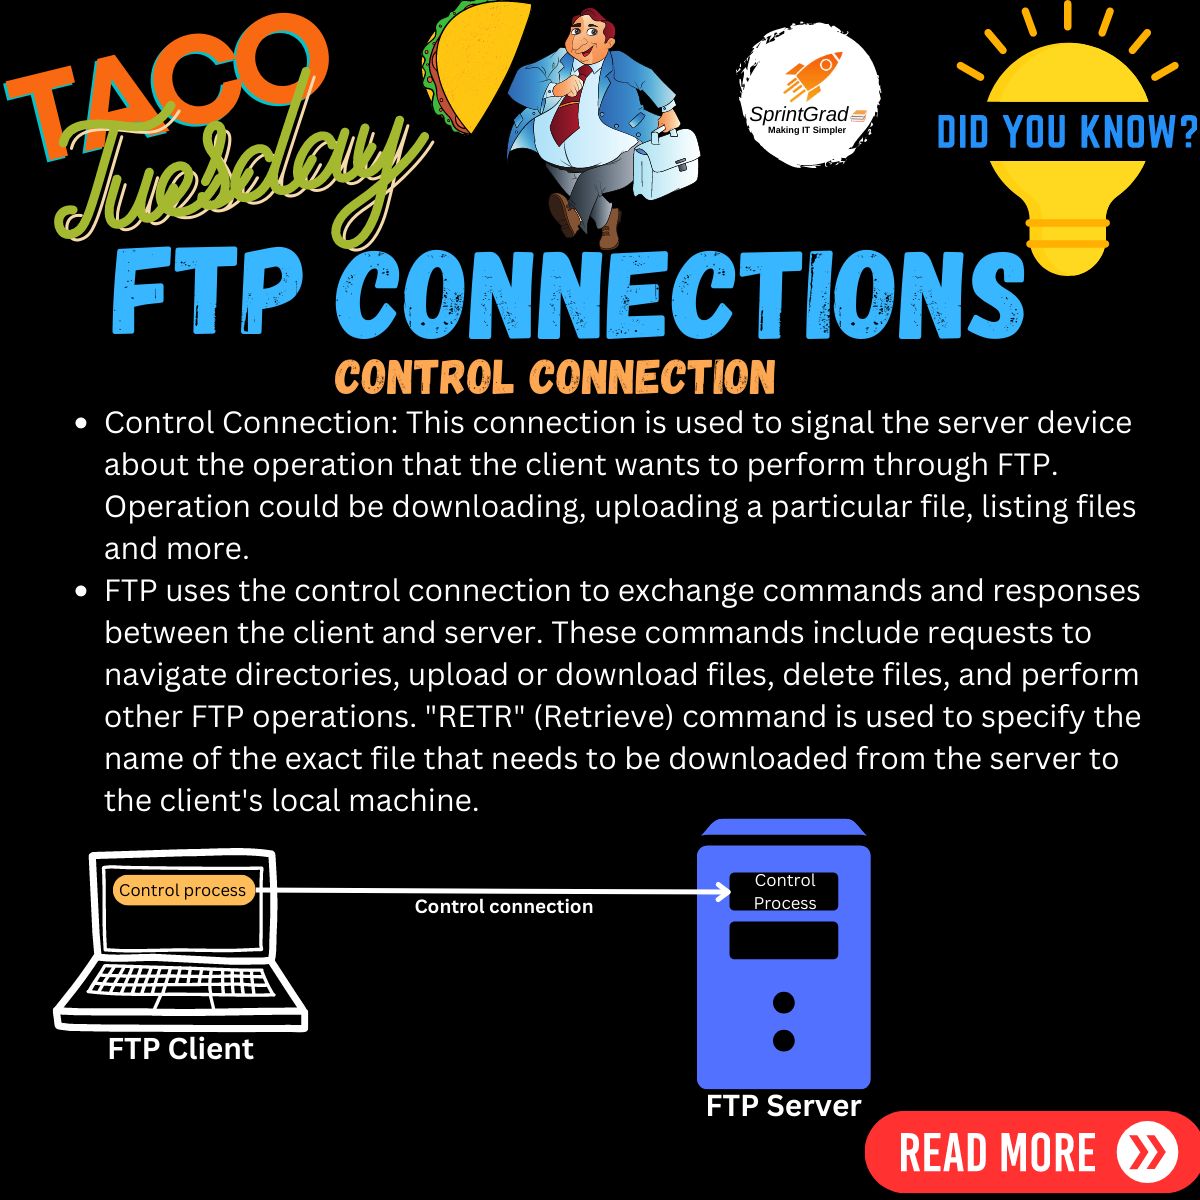 TACO
Tuesday
SprintGrad
Making IT Simpler
DID YOU KNOW?
FTP CONNECTIONS
CONTROL CONNECTION
• Control Connection: This connection is used to signal the server device
about the operation that the client wants to perform through FTP.
Operation could be downloading, uploading a particular file, listing files
and more.
• FTP uses the control connection to exchange commands and responses
between the client and server. These commands include requests to
navigate directories, upload or download files, delete files, and perform
other FTP operations. "RETR" (Retrieve) command is used to specify the
name of the exact file that needs to be downloaded from the server to
the client's local machine.
Control process
Control connection
Control
Process
FTP Client
FTP Server
READ MORE